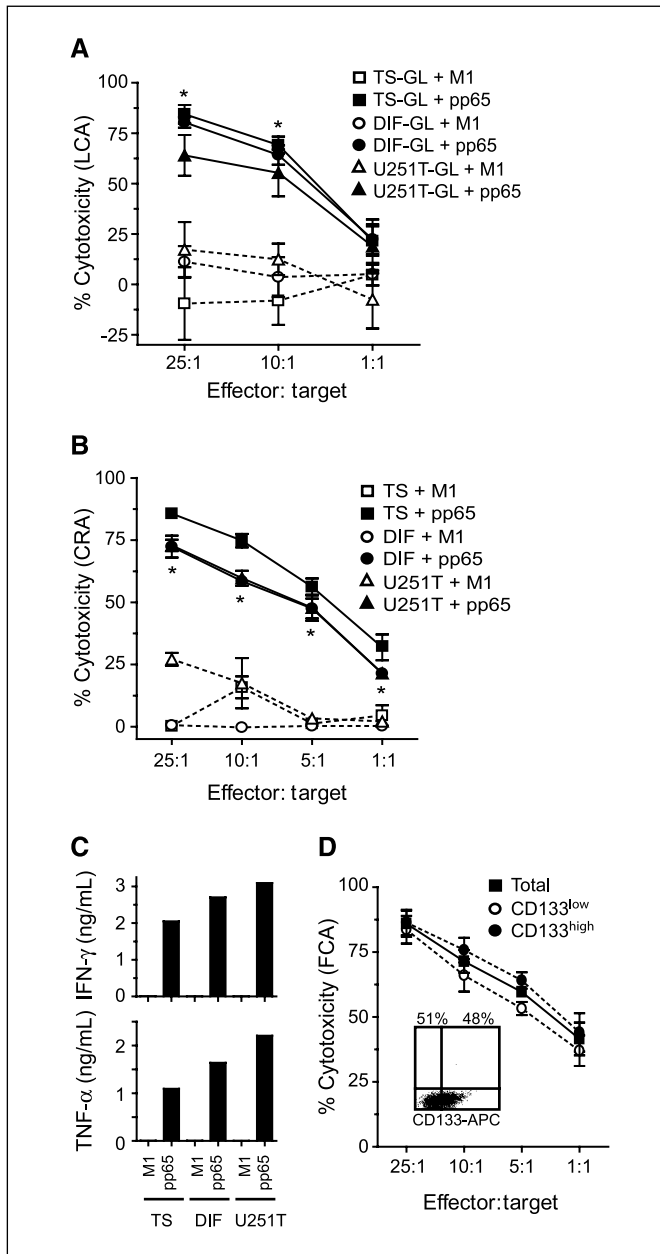 A
% Cytotoxicity (LCA)
100
75
50
25
0
-25
* *
25:1 10:1 1:1
Effector: target
TS-GL + M1
TS-GL + pp65
DIF-GL + M1
DIF-GL + pp65
U251T-GL + M1
U251T-GL + pp65
B
% Cytotoxicity (CRA)
100
75
50
25
0
* * * *
25:1 10:1 5:1 1:1
Effector: target
TS + M1
TS + pp65
DIF + M1
DIF + pp65
U251T + M1
U251T + pp65
C
IFN-γ (ng/mL)
3
2
1
0
TNF-α (ng/mL)
2
1
0
M1 pp65 M1 pp65 M1 pp65
TS DIF U251T
D
% Cytotoxicity (FCA)
100
75
50
25
0
Total
CD133low
CD133high
51% 48%
CD133-APC
25:1 10:1 5:1 1:1
Effector:target